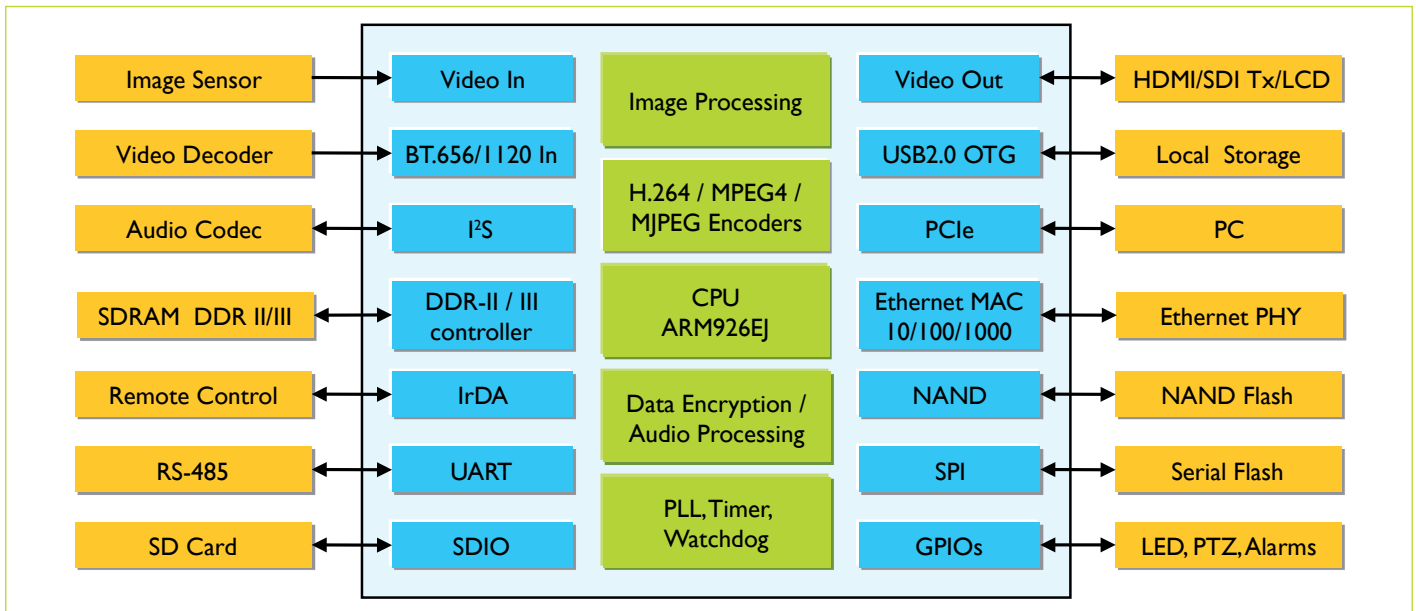 Image Sensor
Video In
Image Processing
Video Out
HDMI/SDI Tx/LCD
Video Decoder
BT.656/1120 In
USB2.0 OTG
Local Storage
H.264 / MPEG4 /
MJPEG Encoders
Audio Codec
I²S
PCIe
PC
SDRAM DDR II/III
DDR-II / III
controller
CPU
ARM926EJ
Ethernet MAC
10/100/1000
Ethernet PHY
Remote Control
IrDA
Data Encryption /
Audio Processing
NAND
NAND Flash
RS-485
UART
SPI
Serial Flash
PLL, Timer,
Watchdog
SD Card
SDIO
GPIOs
LED, PTZ, Alarms